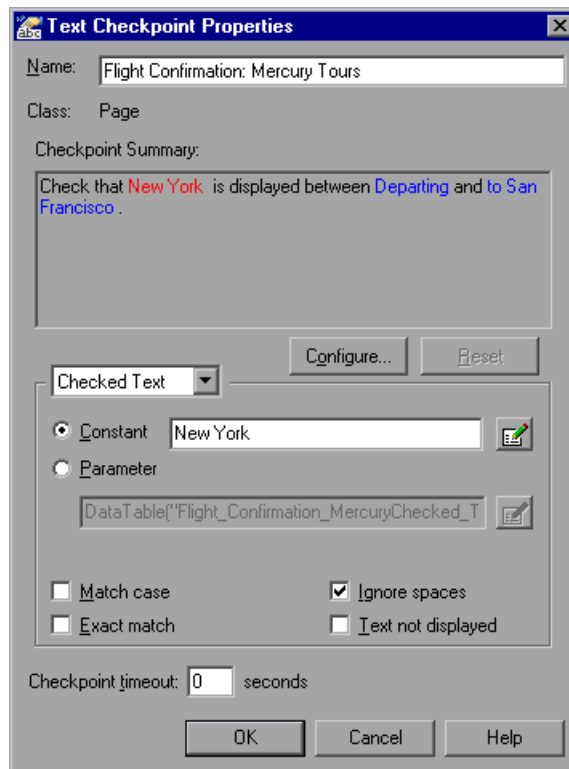 Text Checkpoint Properties
Name: Flight Confirmation: Mercury Tours
Class: Page
Checkpoint Summary:
Check that New York is displayed between Departing and to San
Francisco .
Configure... Reset
Checked Text
Constant New York
Parameter
DataTable("Flight_Confirmation_MercuryChecked_T
Match case Ignore spaces
Exact match Text not displayed
Checkpoint timeout: 0 seconds
OK Cancel Help